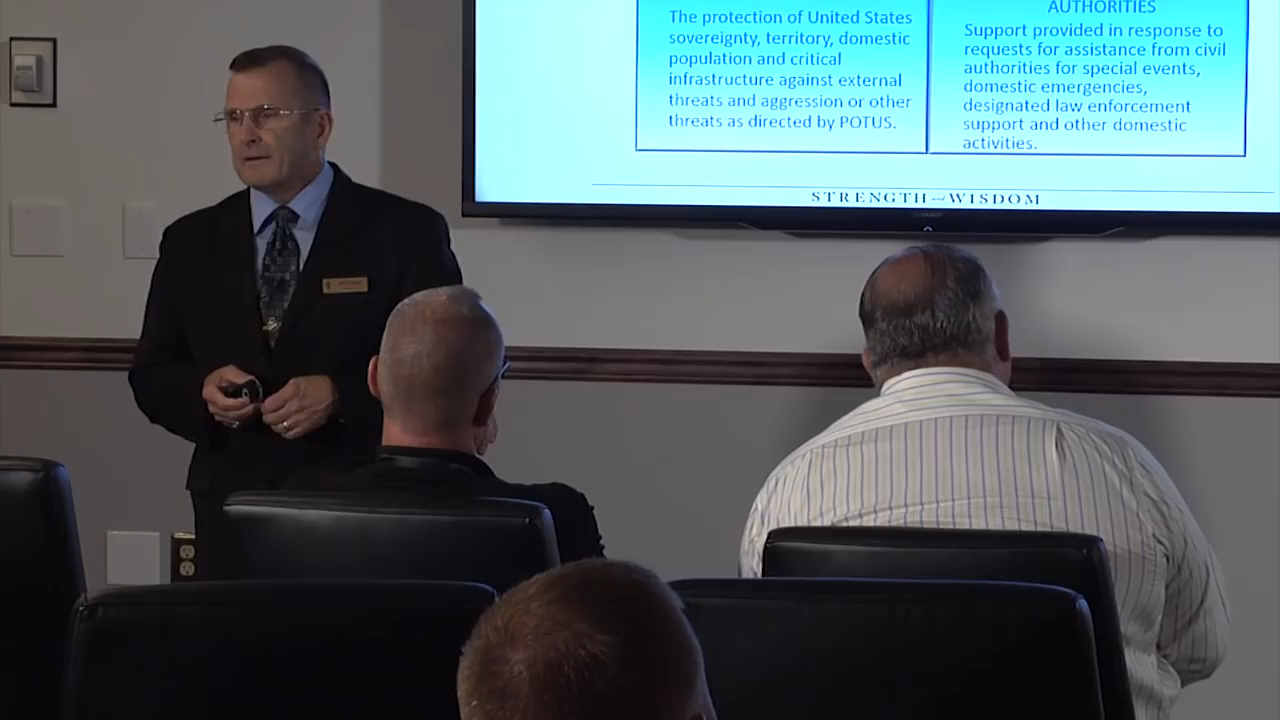 The protection of United States
sovereignty, territory, domestic
population and critical
infrastructure against external
threats and aggression or other
threats as directed by POTUS.
AUTHORITIES
Support provided in response to
requests for assistance from civil
authorities for special events,
domestic emergencies,
designated law enforcement
support and other domestic
activities.
STRENGTH and WISDOM